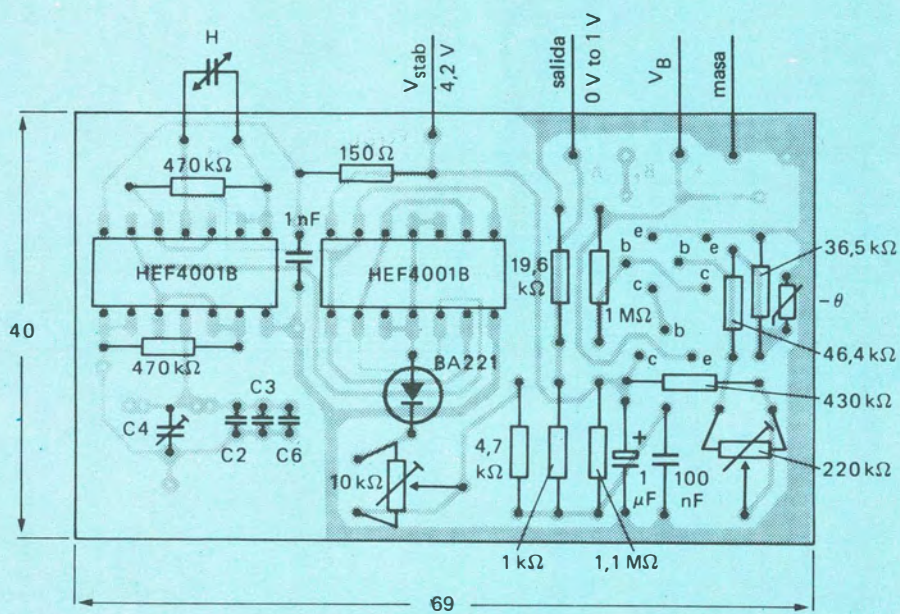 H
V stab
4,2 V
salida
0 V to 1 V
VB
masa
470 kΩ
150 Ω
1 nF
HEF4001B
HEF4001B
19,6
kΩ
1 MΩ
e
b
b
e
c
c
b
c
e
36,5 kΩ
-θ
46,4 kΩ
430 kΩ
220 kΩ
40
470 kΩ
BA221
C4
C3
C2
C6
10 kΩ
4,7
kΩ
+
1
μF
100
nF
1 kΩ
1,1 MΩ
69